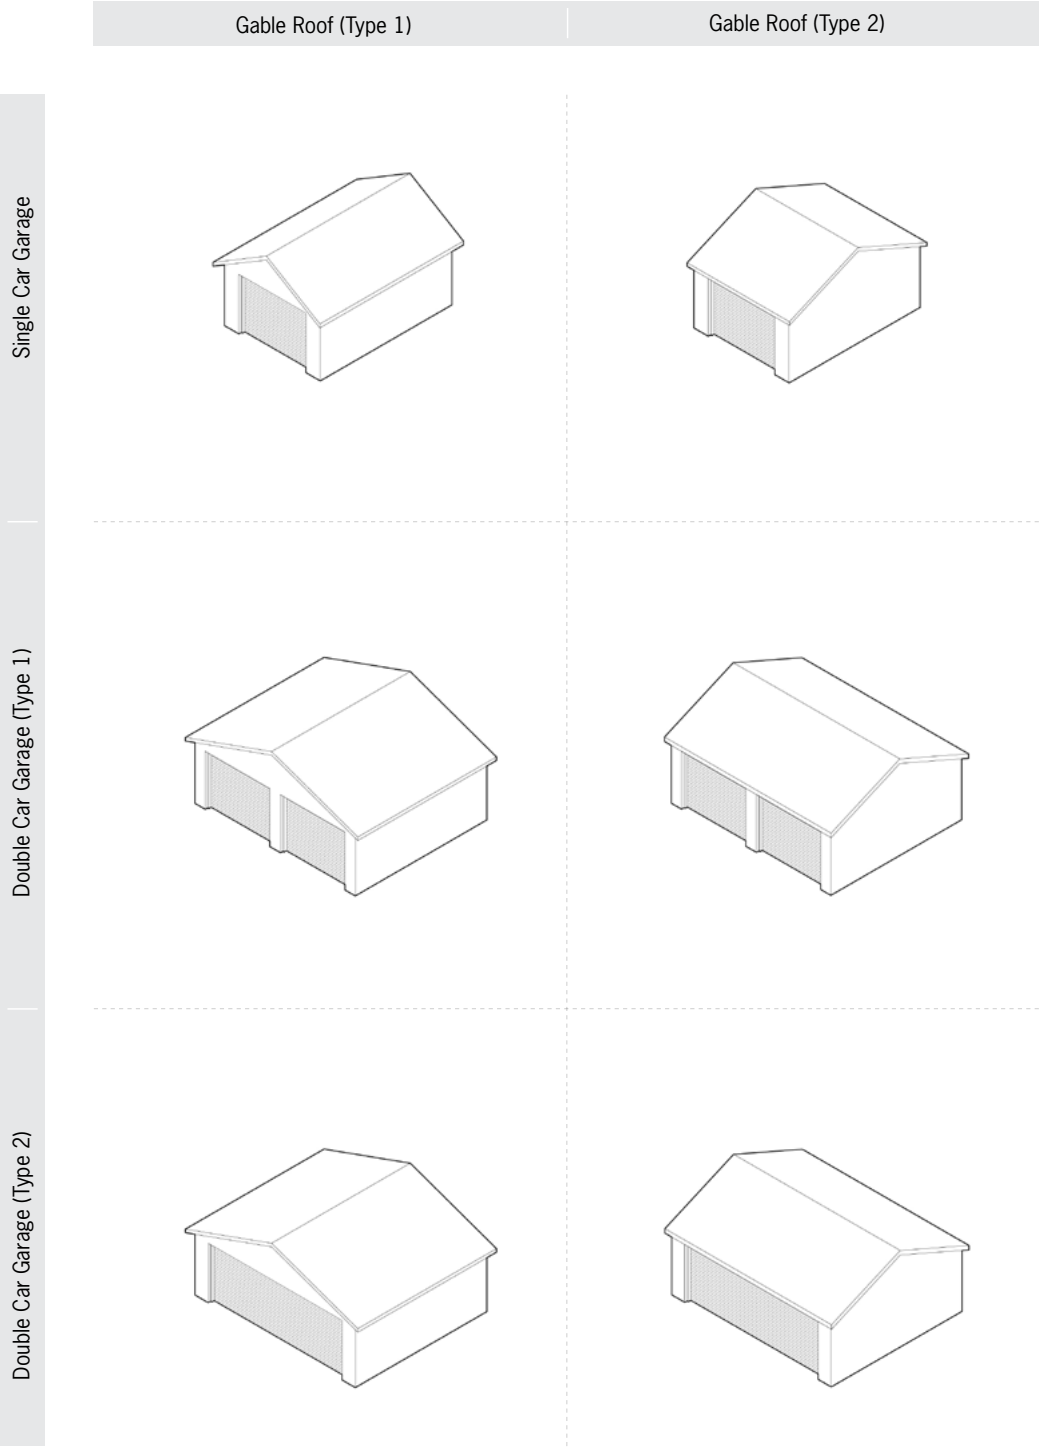 Gable Roof (Type 1)
Gable Roof (Type 2)
Single Car Garage
Double Car Garage (Type 1)
Double Car Garage (Type 2)